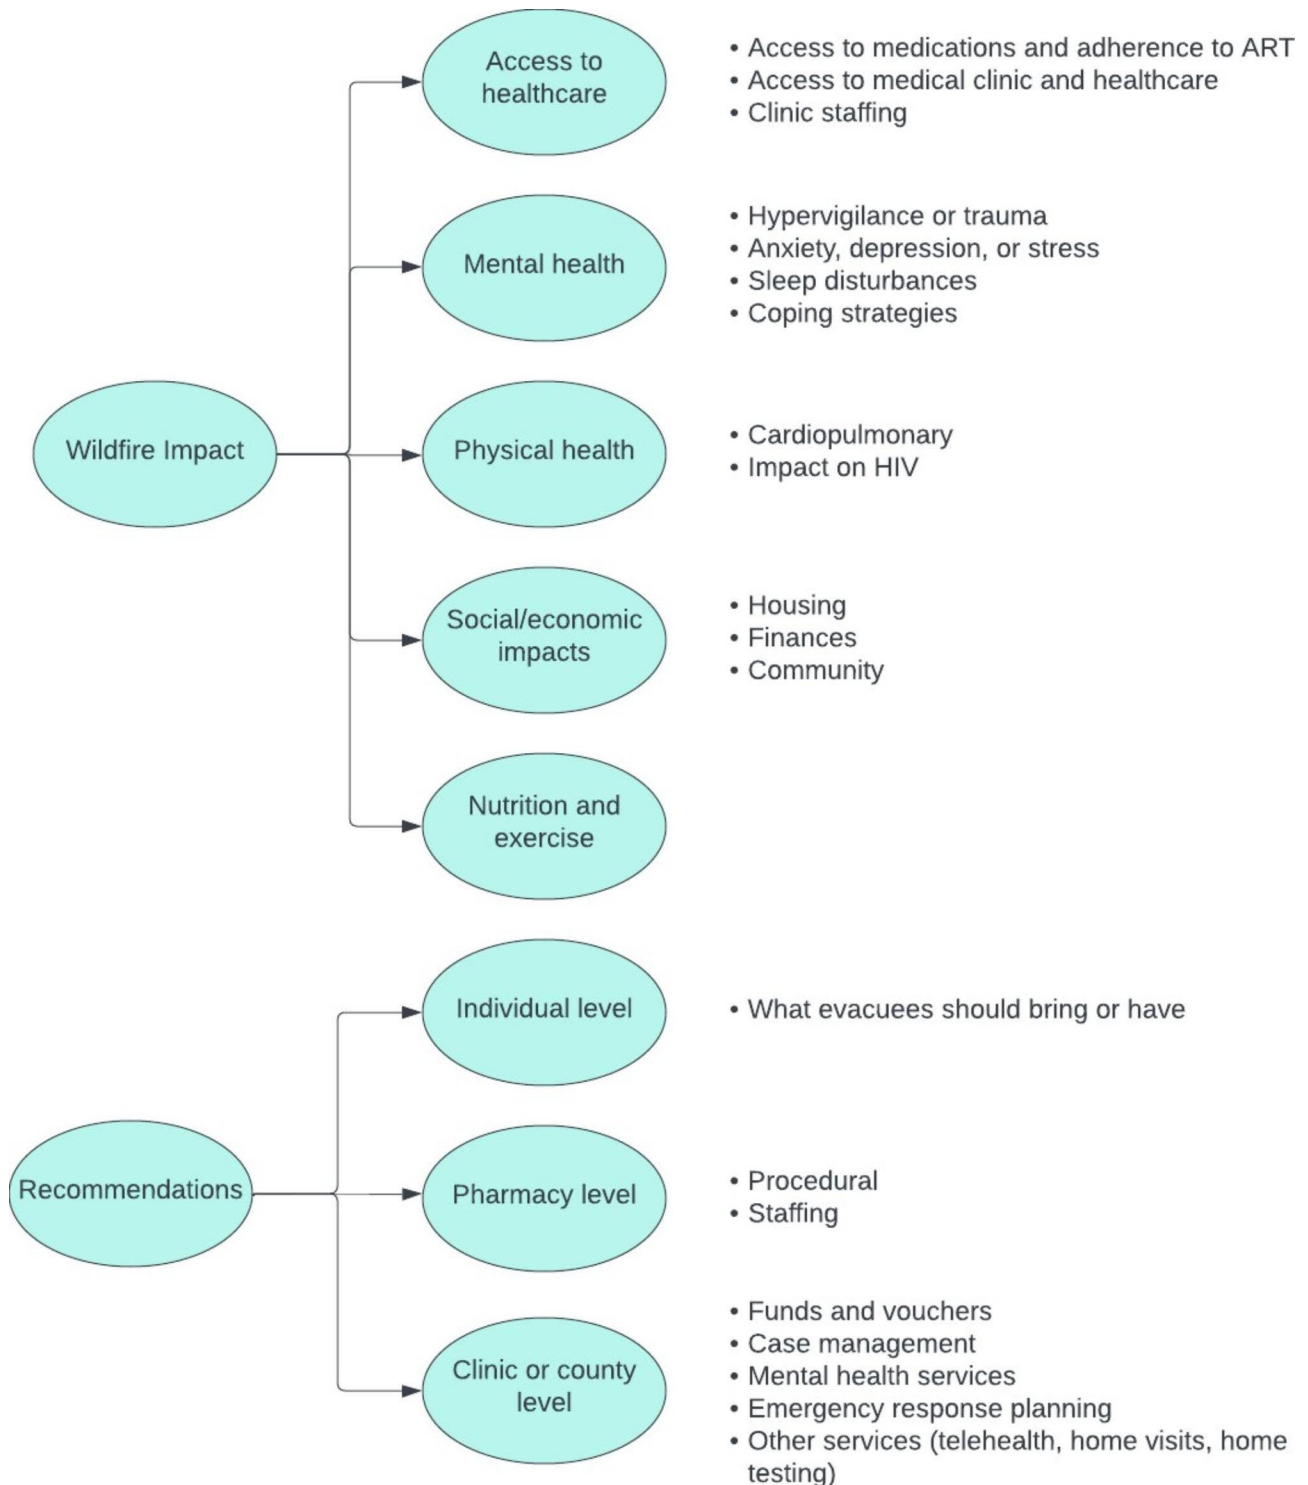 Access to
healthcare
• Access to medications and adherence to ART
• Access to medical clinic and healthcare
• Clinic staffing
Mental health
• Hypervigilance or trauma
• Anxiety, depression, or stress
• Sleep disturbances
• Coping strategies
Wildfire Impact
Physical health
• Cardiopulmonary
• Impact on HIV
Social/economic
impacts
• Housing
• Finances
• Community
Nutrition and
exercise
Individual level
• What evacuees should bring or have
Recommendations
Pharmacy level
• Procedural
• Staffing
Clinic or county
level
• Funds and vouchers
• Case management
• Mental health services
• Emergency response planning
• Other services (telehealth, home visits, home
testing)